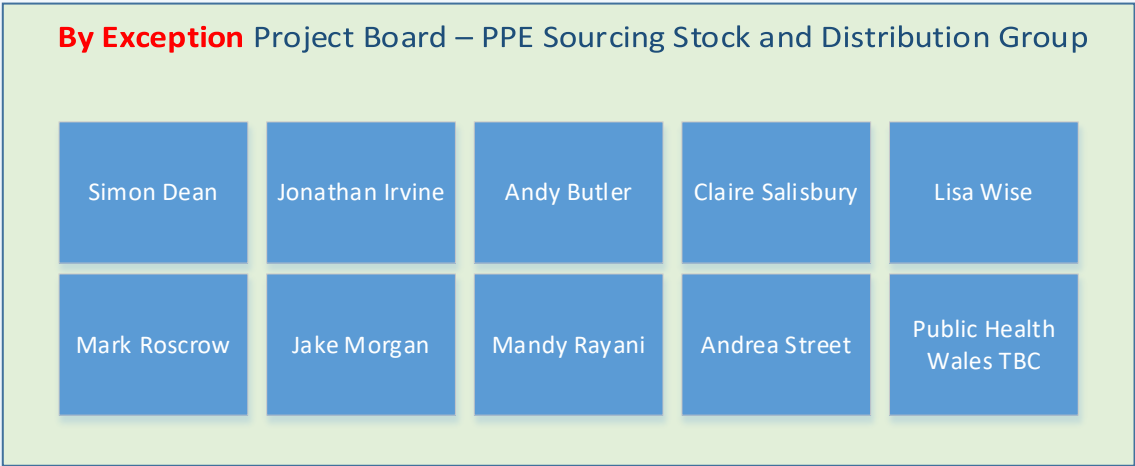 By Exception Project Board – PPE Sourcing Stock and Distribution Group
Simon Dean
Jonathan Irvine
Andy Butler
Claire Salisbury
Lisa Wise
Mark Roscrow
Jake Morgan
Mandy Rayani
Andrea Street
Public Health
Wales TBC